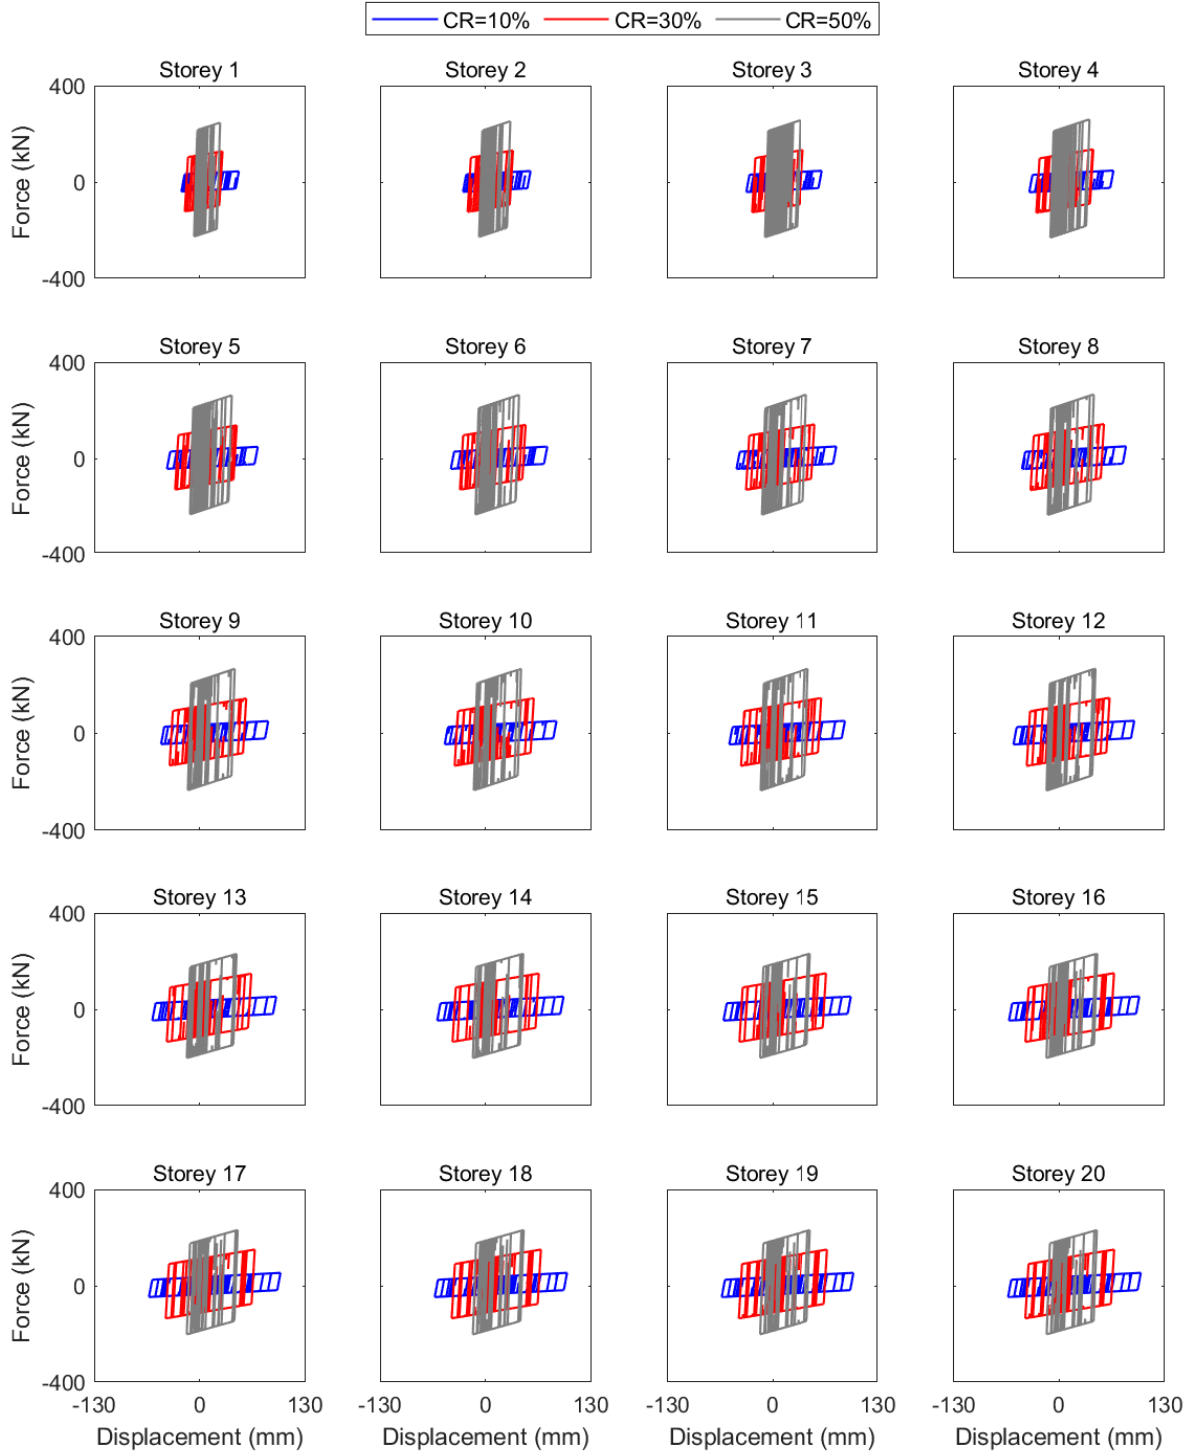 CR=10% CR=30% CR=50%
Storey 1 Storey 2 Storey 3 Storey 4
400
0
-400
Force (kN)
Storey 5 Storey 6 Storey 7 Storey 8
400
0
-400
Force (kN)
Storey 9 Storey 10 Storey 11 Storey 12
400
0
-400
Force (kN)
Storey 13 Storey 14 Storey 15 Storey 16
400
0
-400
Force (kN)
Storey 17 Storey 18 Storey 19 Storey 20
400
0
-400
Force (kN)
-130 0 130 -130 0 130 -130 0 130 -130 0 130
Displacement (mm) Displacement (mm) Displacement (mm) Displacement (mm)